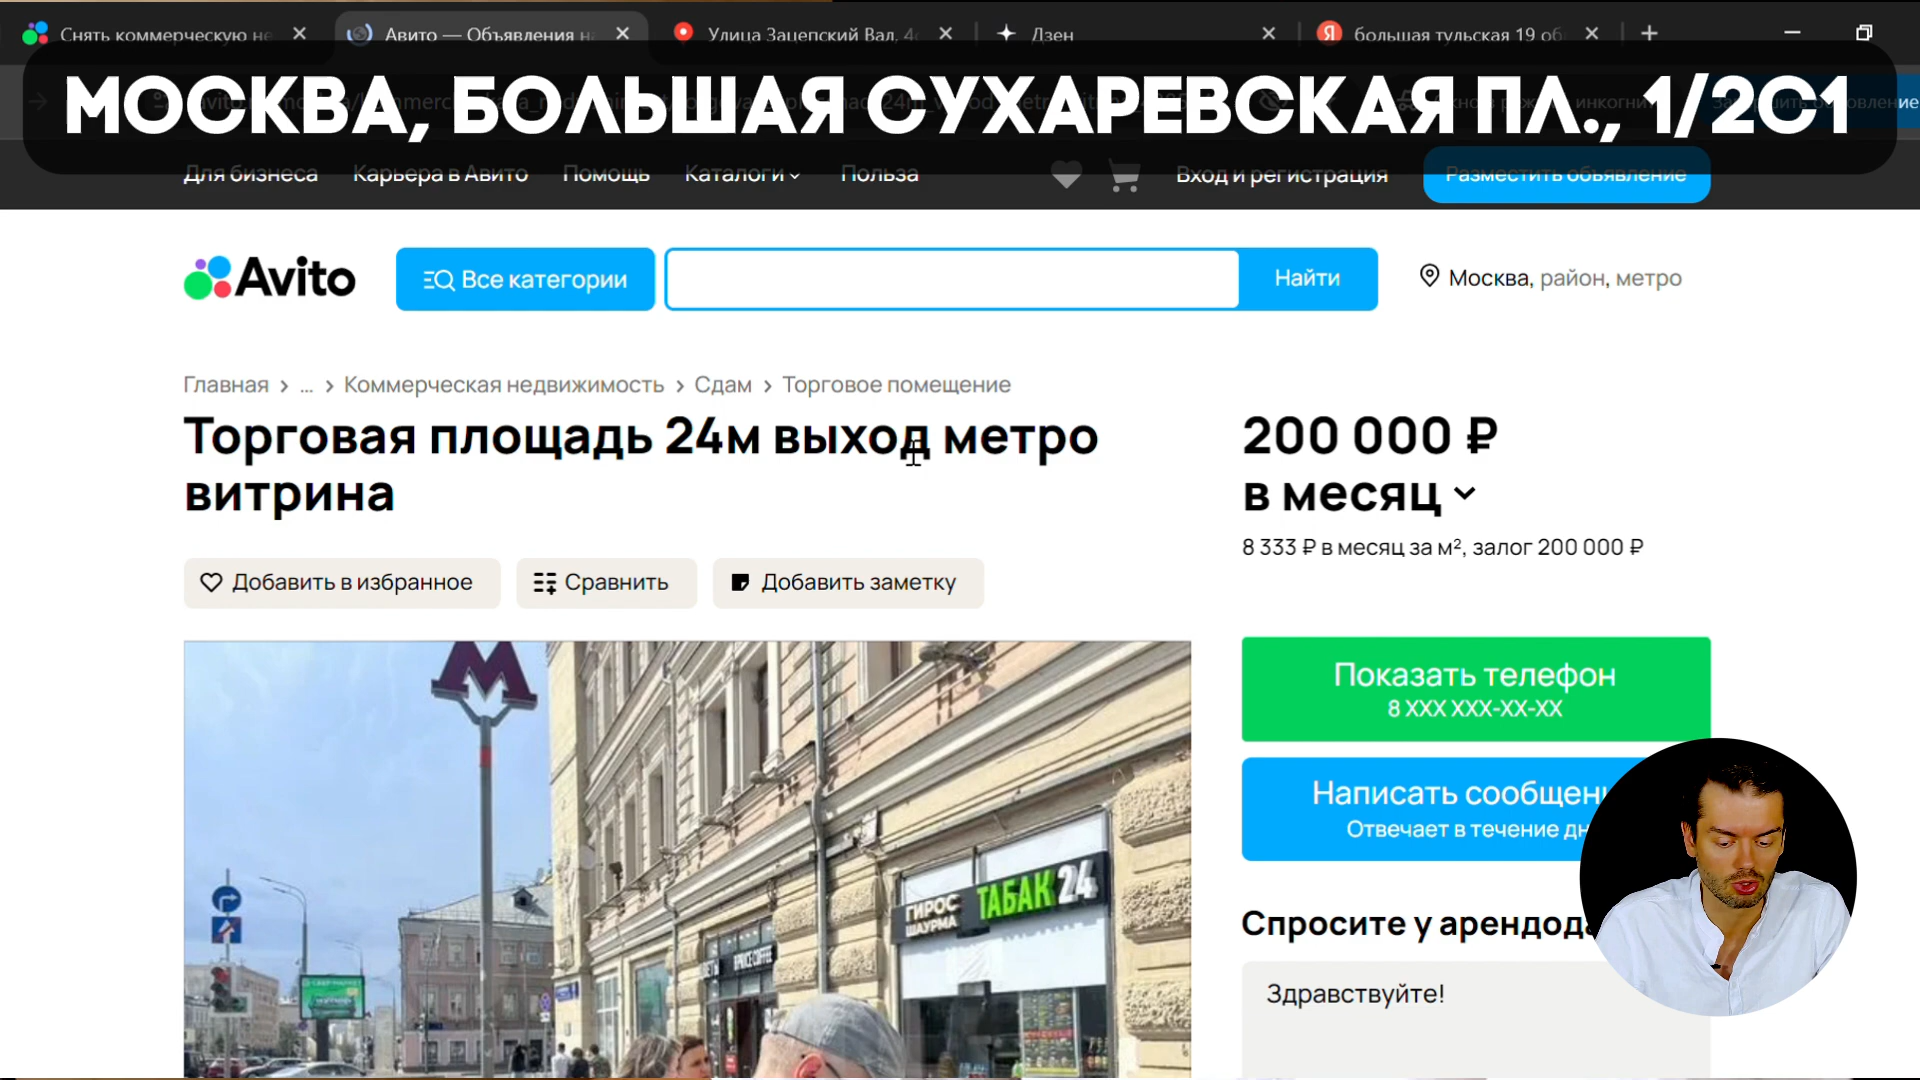 Снять коммерческую не
Авито — Объявления на
Улица Зацепский Вал, 4
Дзен
большая тульская 19 об
МОСКВА, БОЛЬШАЯ СУХАРЕВСКАЯ ПЛ., 1/2С1
Для бизнеса Карьера в Авито Помощь Каталоги Польза
Вход и регистрация
Разместить объявление
Avito
Все категории
Найти
Москва, район, метро
Главная › ... › Коммерческая недвижимость › Сдам › Торговое помещение
Торговая площадь 24м выход метро
витрина
200 000 ₽
в месяц
8 333 ₽ в месяц за м², залог 200 000 ₽
Добавить в избранное
Сравнить
Добавить заметку
Показать телефон
8 XXX XXX-XX-XX
Написать сообщен
Отвечает в течение дн
Спросите у арендода
Здравствуйте!
М
ГИРОС
ШАУРМА
ТАБАК 24
COFFEE